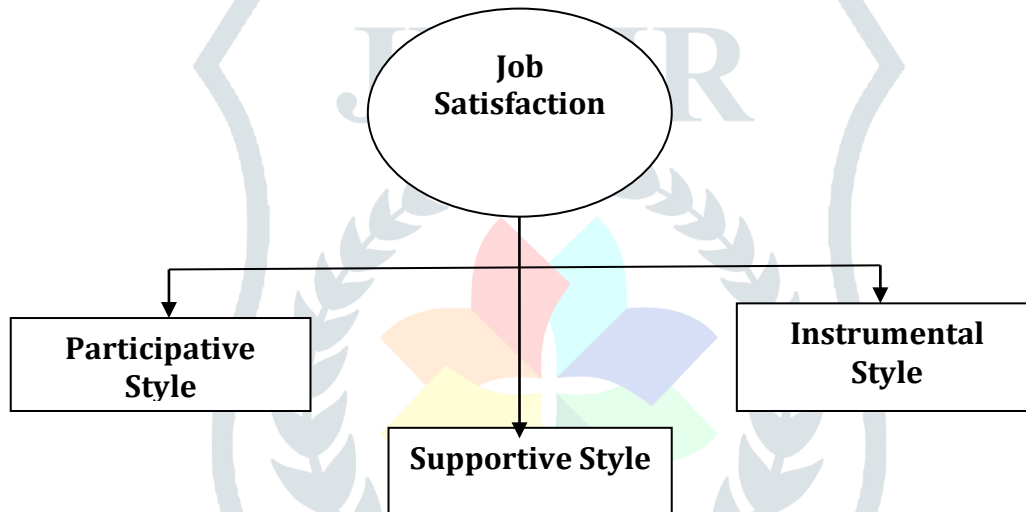 Job
Satisfaction
Participative
Style
Instrumental
Style
Supportive Style